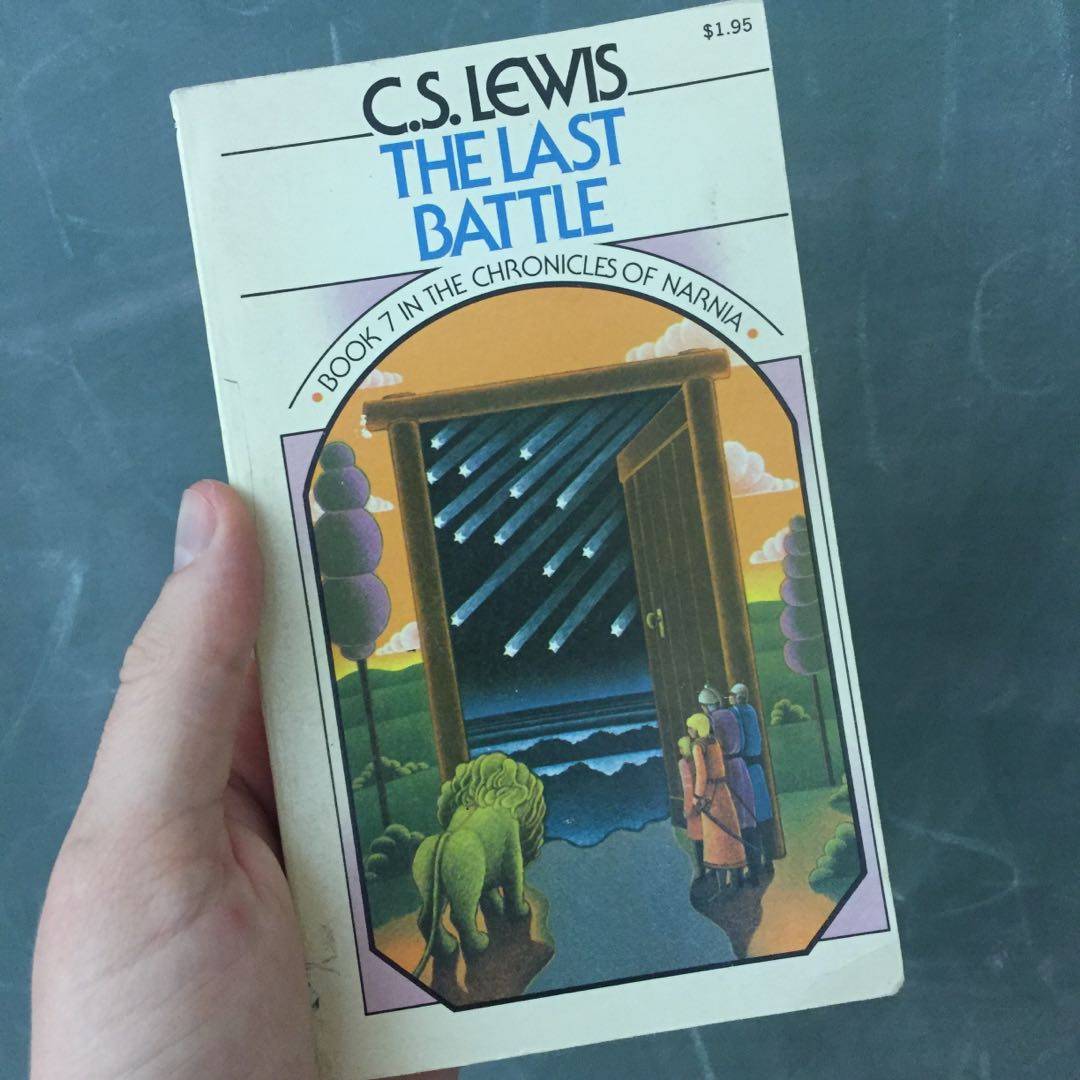 $1.95
C.S. LEWIS
THE LAST
BATTLE
• BOOK 7 IN THE CHRONICLES OF NARNIA •